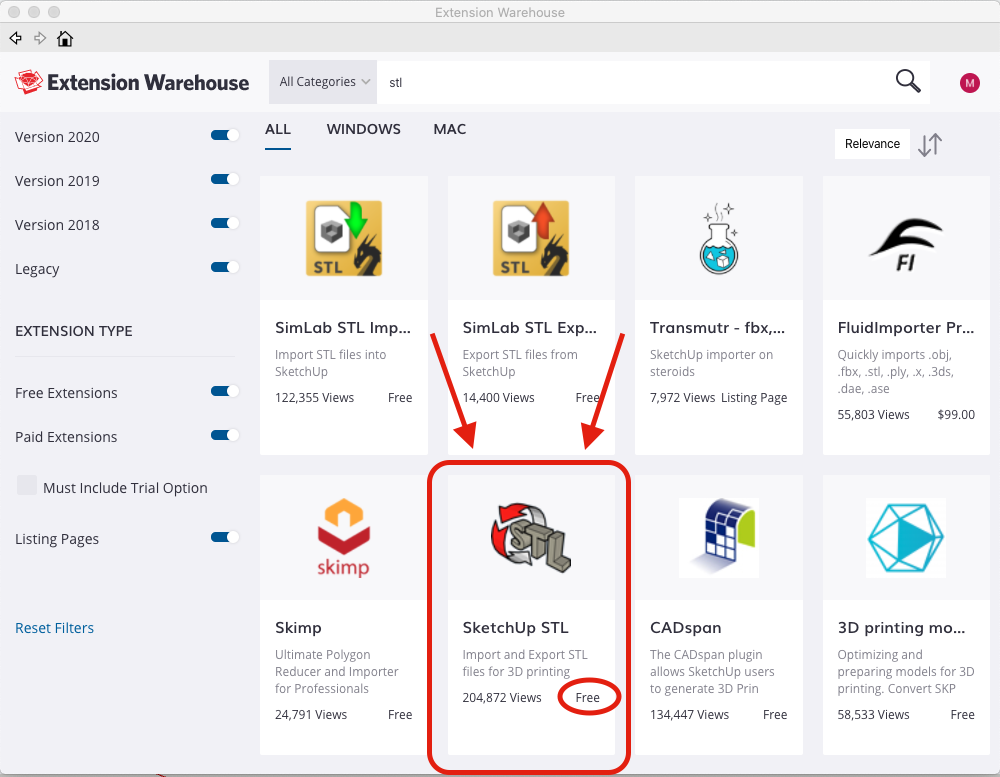 Extension Warehouse
Extension Warehouse
All Categories
stl
M
Version 2020
Version 2019
Version 2018
Legacy
EXTENSION TYPE
Free Extensions
Paid Extensions
Must Include Trial Option
Listing Pages
Reset Filters
ALL WINDOWS MAC
Relevance
STL
SimLab STL Imp...
Import STL files into
SketchUp
122,355 Views Free
STL
SimLab STL Exp...
Export STL files from
SketchUp
14,400 Views Free
Transmutr - fbx,...
SketchUp importer on
steroids
7,972 Views Listing Page
FI
FluidImporter Pr...
Quickly imports .obj,
.fbx, .stl, .ply, .x, .3ds,
.dae, .ase
55,803 Views $99.00
skimp
Skimp
Ultimate Polygon
Reducer and Importer
for Professionals
24,791 Views Free
STL
SketchUp STL
Import and Export STL
files for 3D printing
204,872 Views Free
CADspan
The CADspan plugin
allows SketchUp users
to generate 3D Prin
134,447 Views Free
3D printing mo...
Optimizing and
preparing models for 3D
printing. Convert SKP
58,533 Views Free